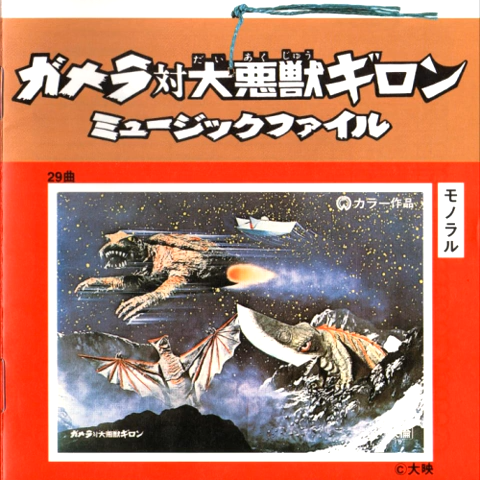 だいあくじゅう
ガメラ対大悪獣ギロン
ミュージックファイル
29曲
カラー作品
モノラル
ガメラ対大悪獣ギロン
©大映